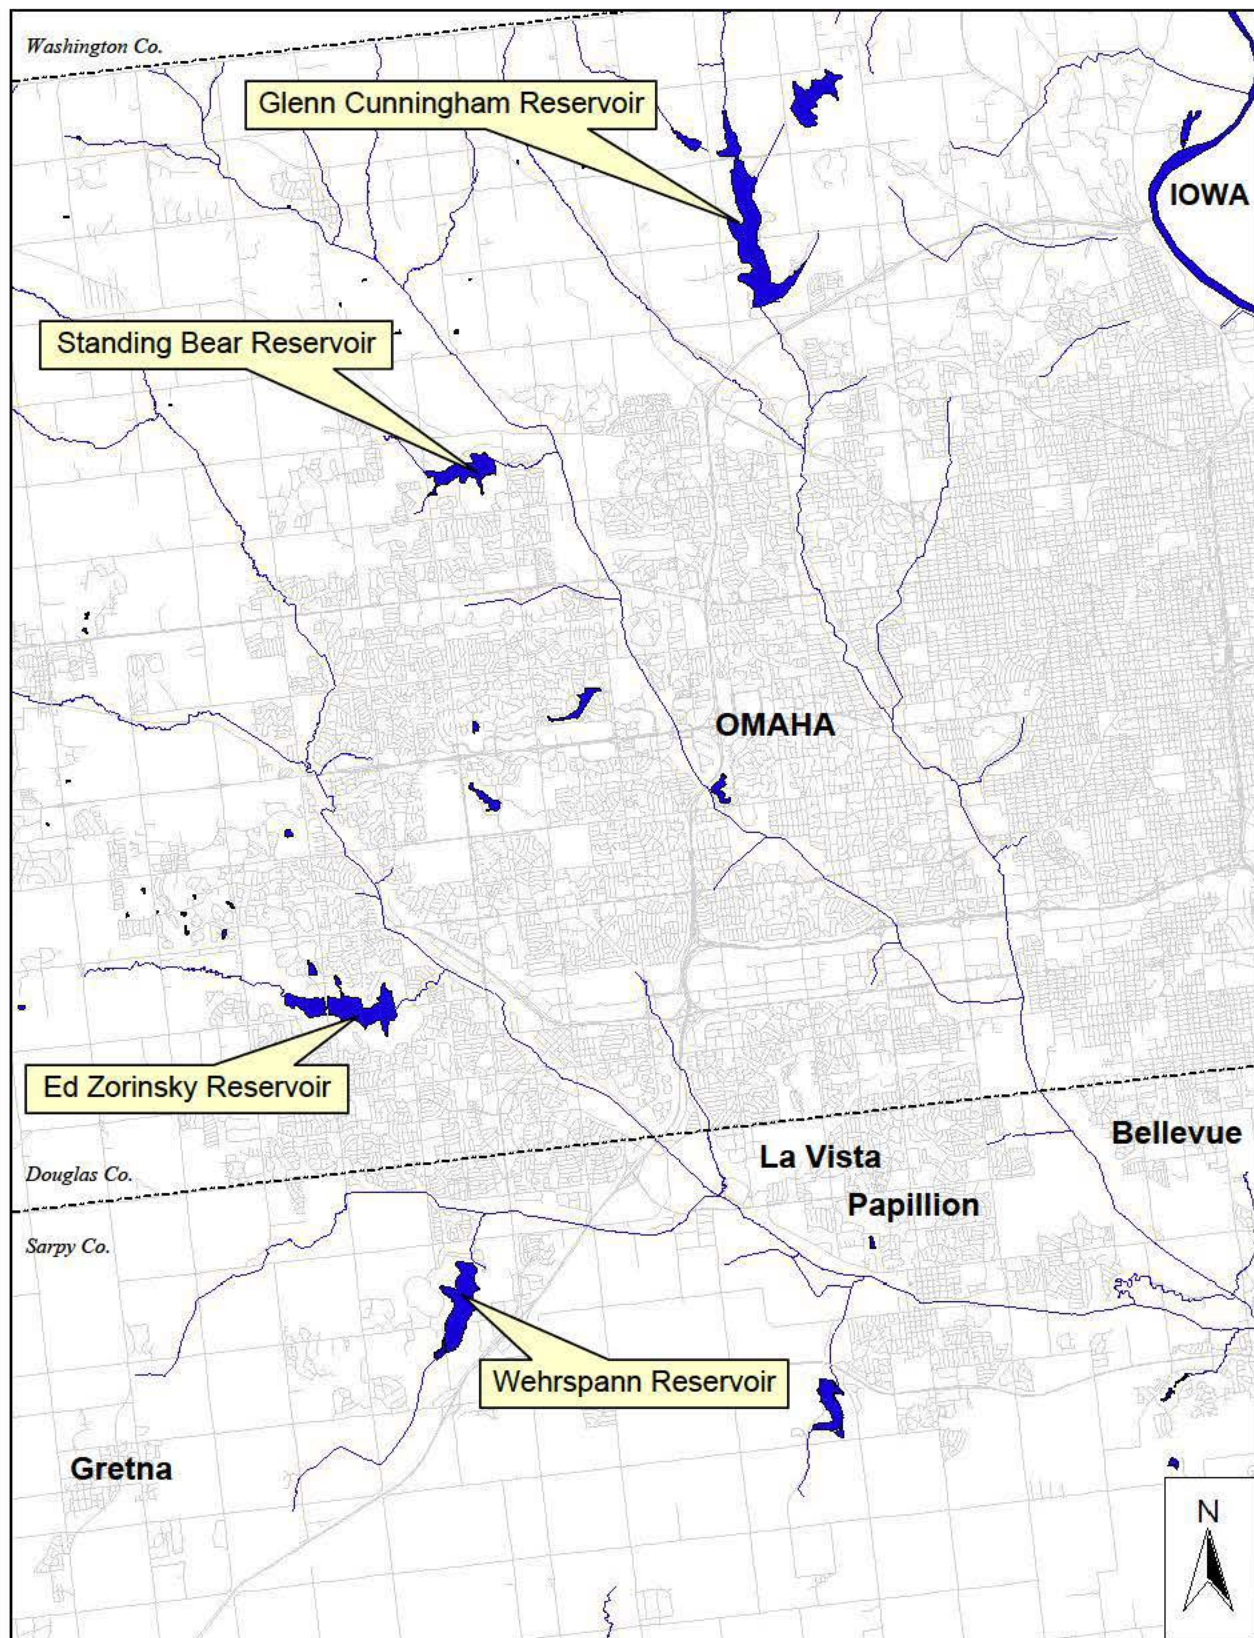 Washington Co.
Glenn Cunningham Reservoir
IOWA
Standing Bear Reservoir
OMAHA
Ed Zorinsky Reservoir
Bellevue
La Vista
Douglas Co.
Papillion
Sarpy Co.
Wehrspann Reservoir
Gretna
N